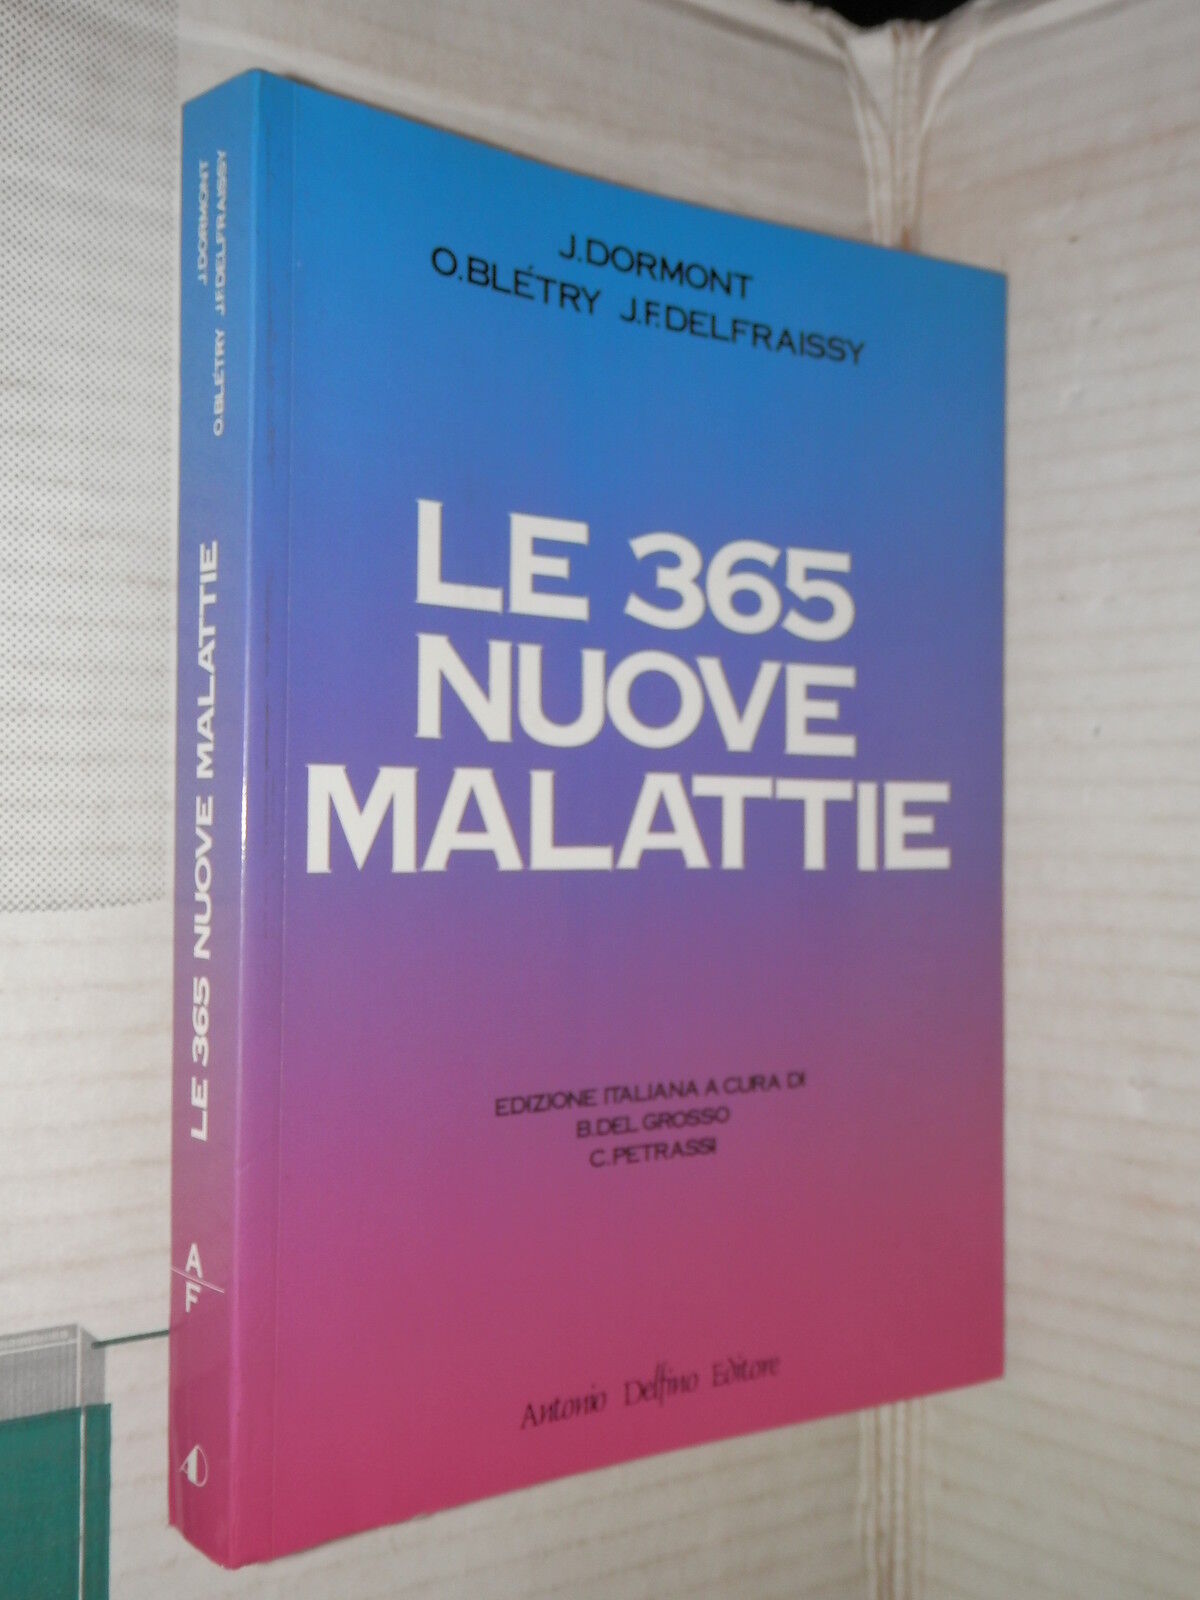 J.DORMONT
O.BLÉTRY J.F.DELFRAISSY
LE 365
NUOVE
MALATTIE
EDIZIONE ITALIANA A CURA DI
B.DEL GROSSO
C.PETRASSI
Antonio Delfino Editore
J.DORMONT
O.BLÉTRY J.F.DELFRAISSY
LE 365 NUOVE MALATTIE
A
F